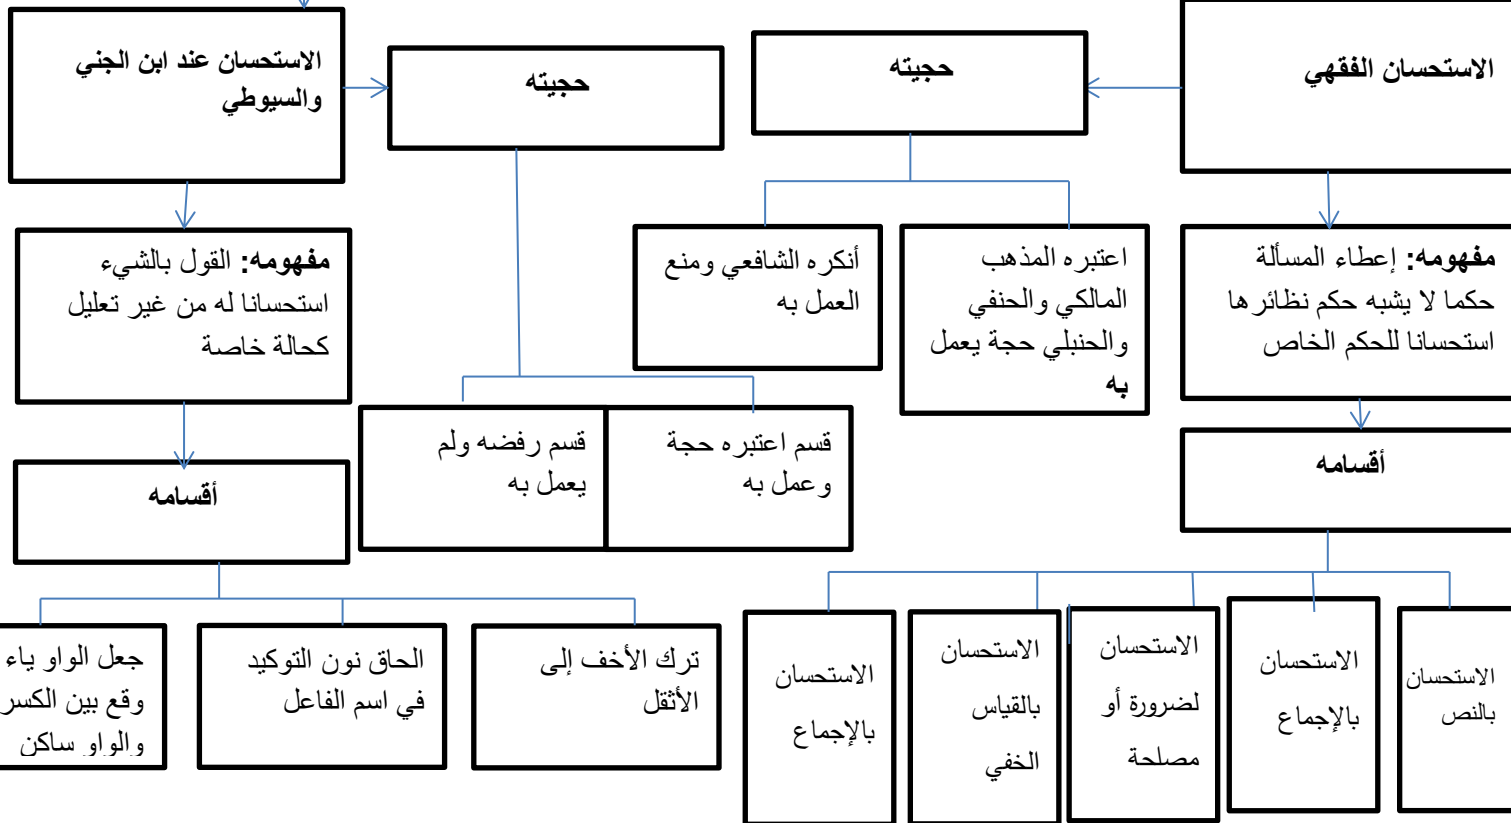 الاستحسان الفقهي
حجيته
حجيته
الاستحسان عند ابن الجني
والسيوطي
مفهومه: إعطاء المسألة
حكما لا يشبه حكم نظائرها
استحسانا للحكم الخاص
اعتبره المذهب
المالكي والحنفي
والحنبلي حجة يعمل
به
أنكره الشافعي ومنع
العمل به
مفهومه: القول بالشيء
استحسانا له من غير تعليل
كحالة خاصة
قسم اعتبره حجة
وعمل به
قسم رفضه ولم
يعمل به
أقسامه
أقسامه
الاستحسان
بالنص
الاستحسان
بالإجماع
الاستحسان
لضرورة أو
مصلحة
الاستحسان
بالقياس
الخفي
الاستحسان
بالإجماع
ترك الأخف إلى
الأثقل
الحاق نون التوكيد
في اسم الفاعل
جعل الواو ياء
وقع بين الكسر
والواو ساكن